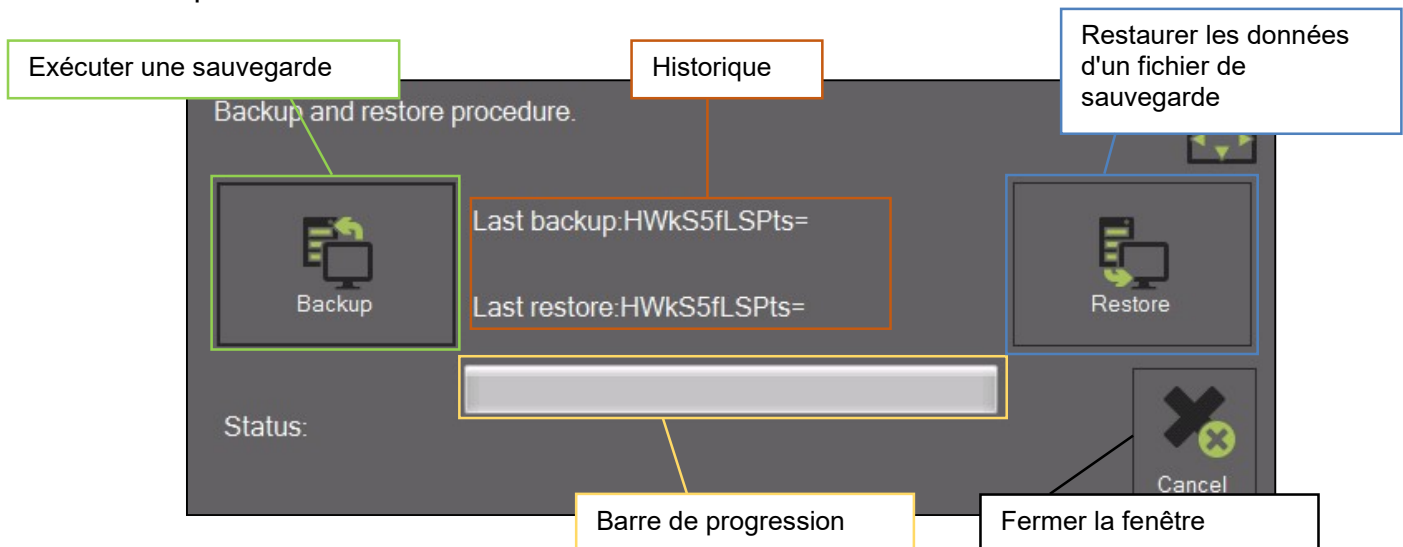 Exécuter une sauvegarde
Historique
Restaurer les données
d'un fichier de
sauvegarde
Backup and restore procedure.
Last backup:HWkS5fLSPts=
Backup
Last restore:HWkS5fLSPts=
Restore
Status:
Cancel
Barre de progression
Fermer la fenêtre